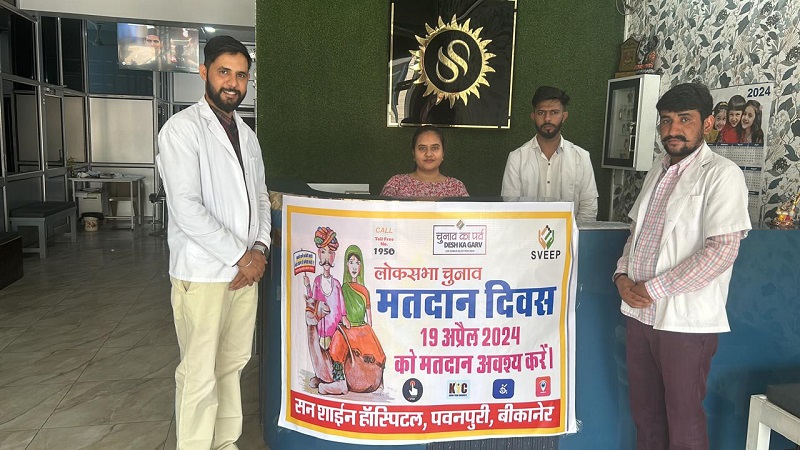 2024
CALL
Toll Free
No.
1950
चुनाव का पर्व
DESH KA GARV
SVEEP
लोकसभा चुनाव
मतदान दिवस
19 अप्रैल 2024
को मतदान अवश्य करें।
सन शाईन हॉस्पिटल, पवनपुरी, बीकानेर